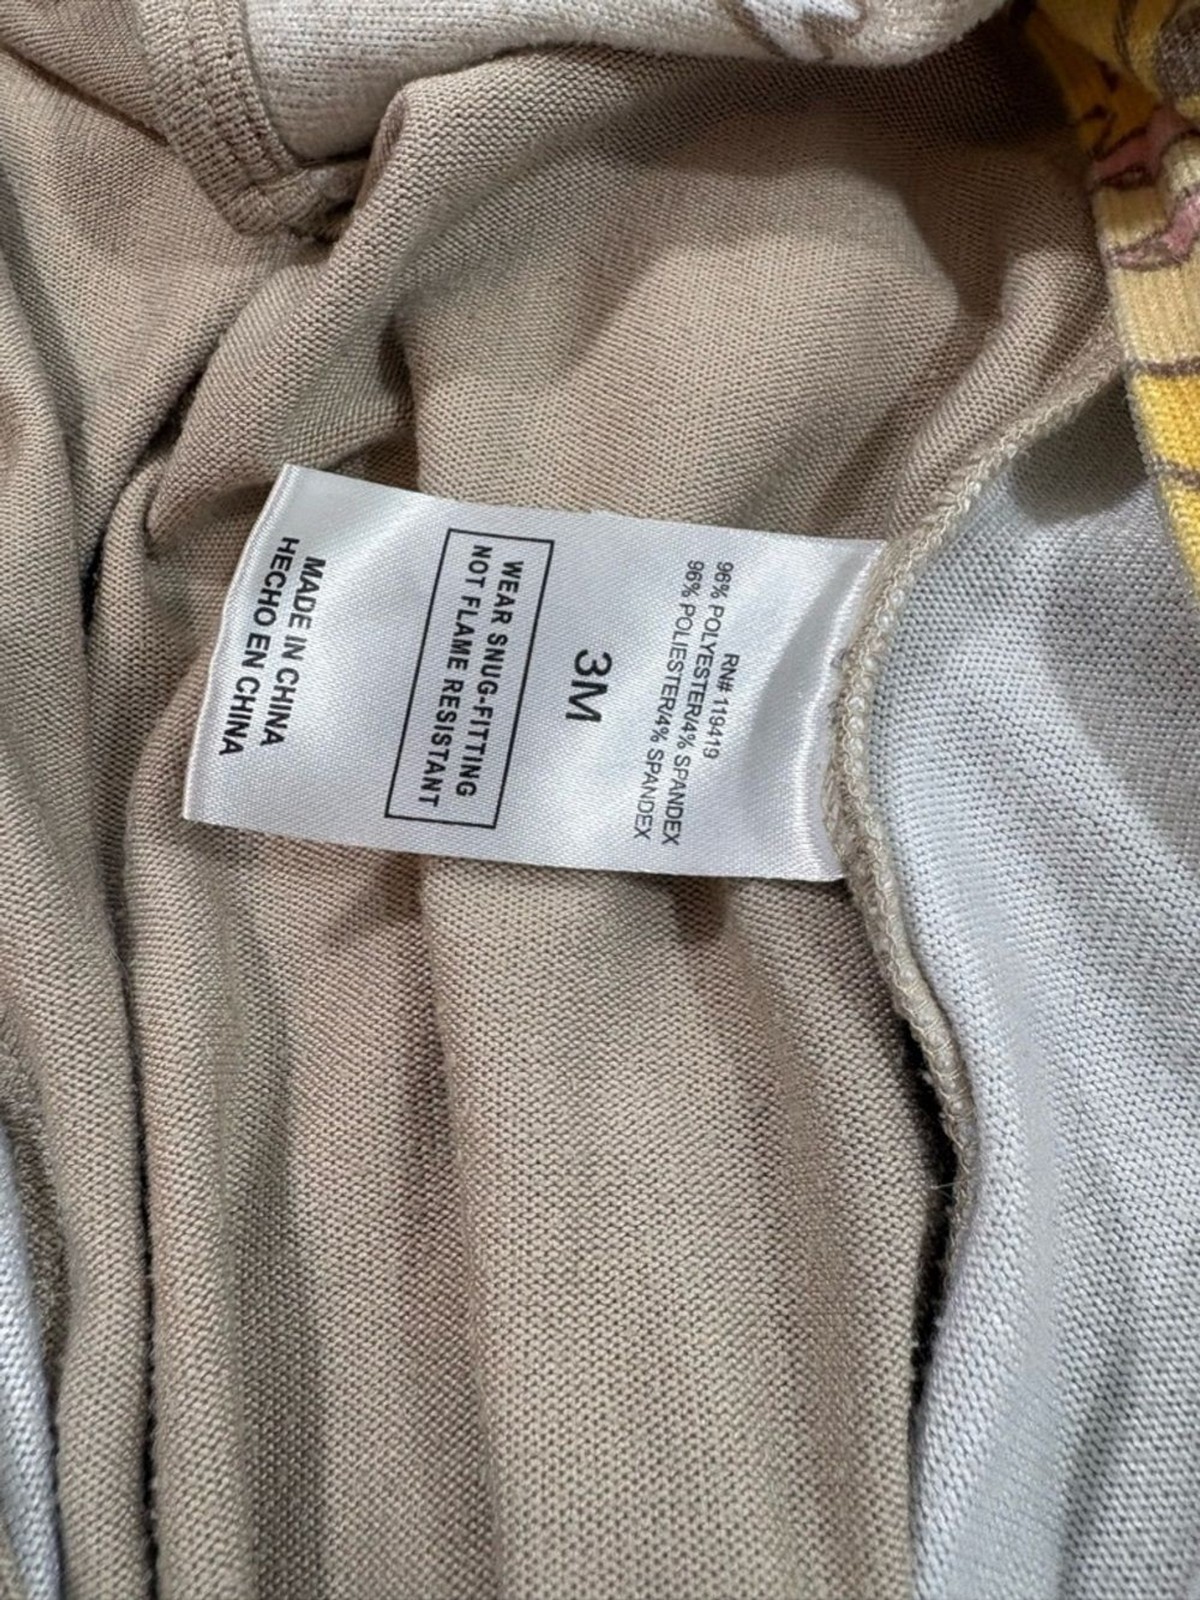 RN# 119419
96% POLYESTER/4% SPANDEX
96% POLIESTER/4% SPANDEX
3M
WEAR SNUG-FITTING
NOT FLAME RESISTANT
MADE IN CHINA
HECHO EN CHINA